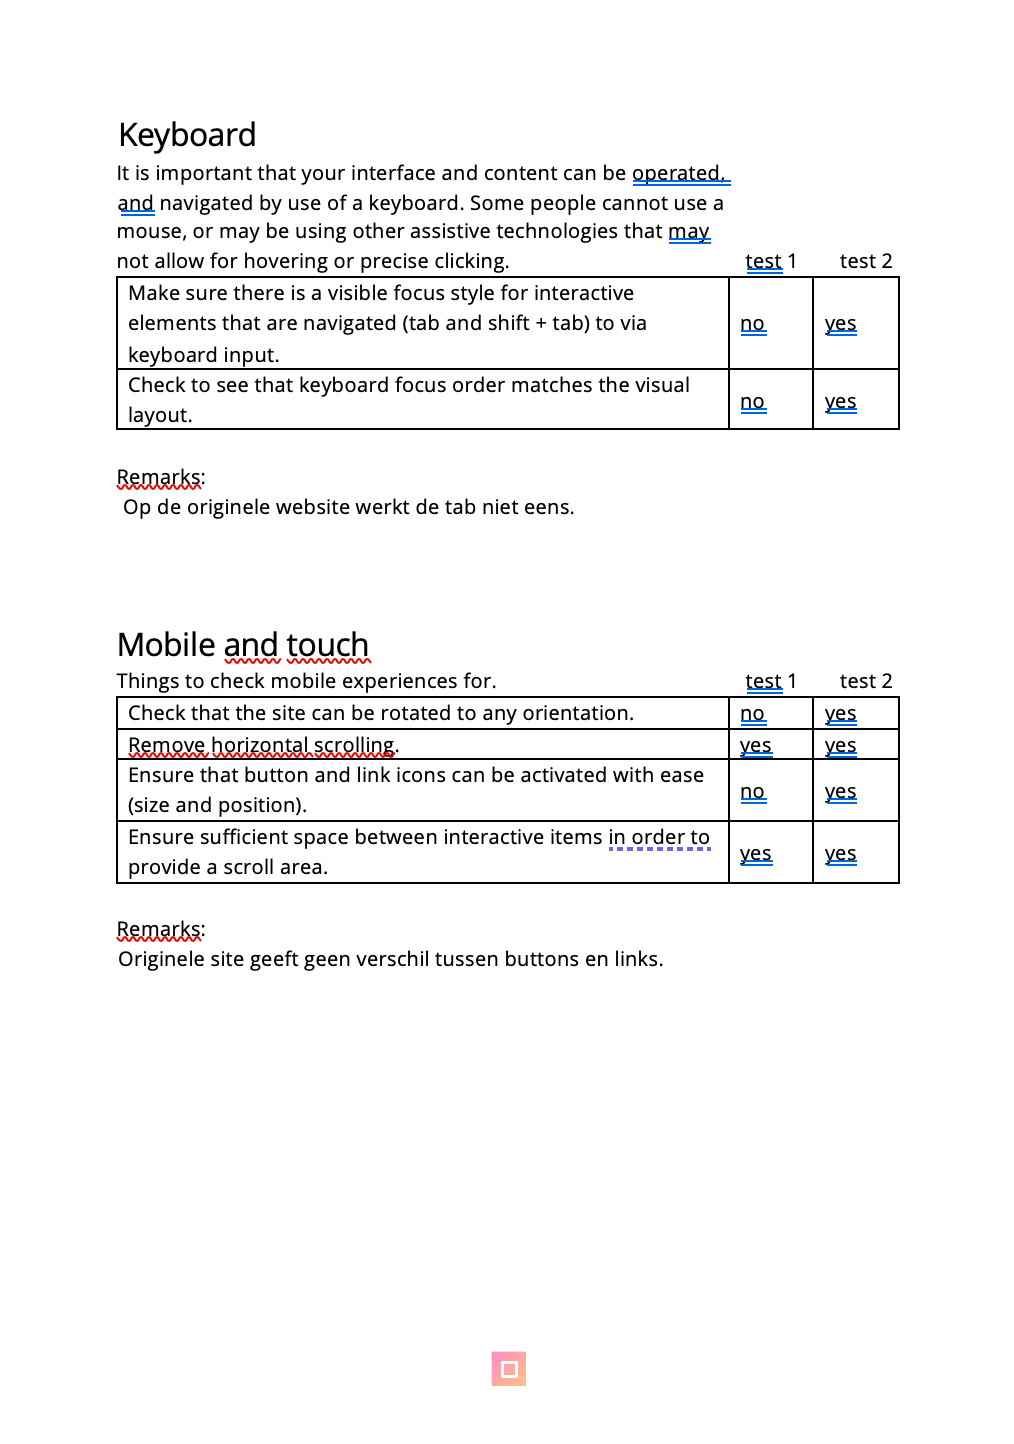 Keyboard
It is important that your interface and content can be operated,
and navigated by use of a keyboard. Some people cannot use a
mouse, or may be using other assistive technologies that may
not allow for hovering or precise clicking. test 1 test 2
Make sure there is a visible focus style for interactive
elements that are navigated (tab and shift + tab) to via no yes
keyboard input.
Check to see that keyboard focus order matches the visual
layout. no yes
Remarks:
Op de originele website werkt de tab niet eens.
Mobile and touch
Things to check mobile experiences for. test 1 test 2
Check that the site can be rotated to any orientation. no yes
Remove horizontal scrolling. yes yes
Ensure that button and link icons can be activated with ease
(size and position). no yes
Ensure sufficient space between interactive items in order to
provide a scroll area. yes yes
Remarks:
Originele site geeft geen verschil tussen buttons en links.